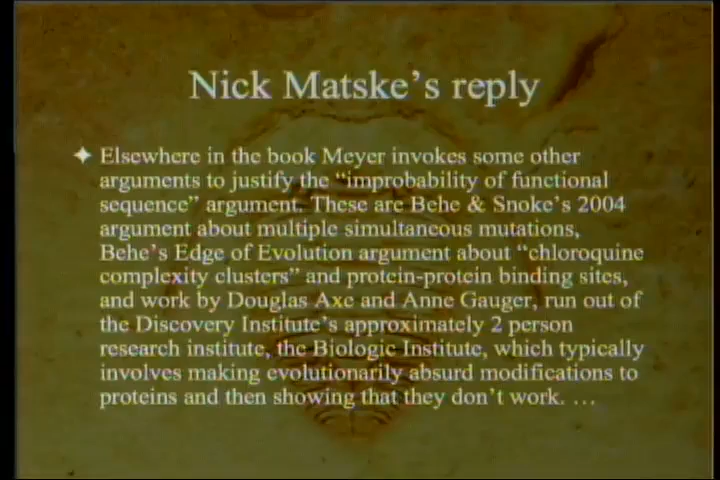 Nick Matske's reply
Elsewhere in the book Meyer invokes some other
arguments to justify the “improbability of functional
sequence” argument. These are Behe & Snoke's 2004
argument about multiple simultaneous mutations,
Behe's Edge of Evolution argument about “chloroquine
complexity clusters” and protein-protein binding sites,
and work by Douglas Axe and Anne Gauger, run out of
the Discovery Institute's approximately 2 person
research institute, the Biologic Institute, which typically
involves making evolutionarily absurd modifications to
proteins and then showing that they don't work. …